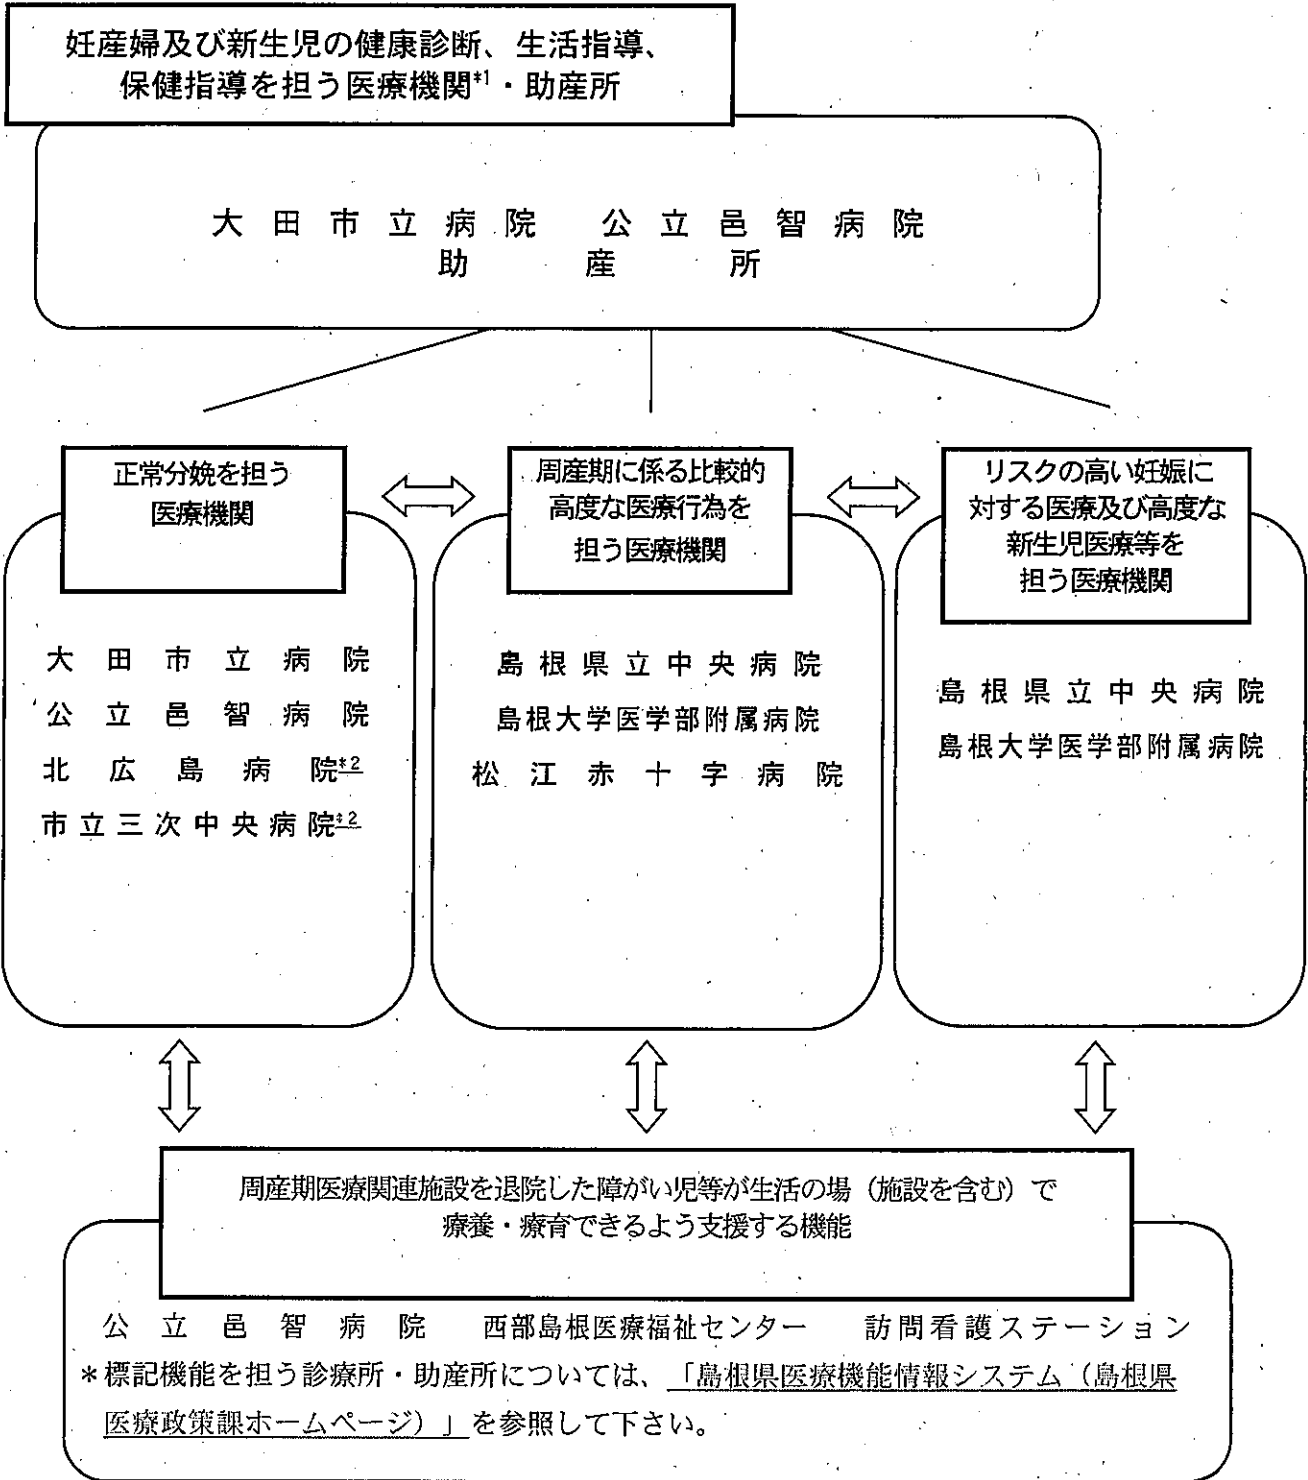 妊産婦及び新生児の健康診断、生活指導、
保健指導を担う医療機関*1・助産所
大田市立病院　公立邑智病院
助産所
正常分娩を担う
医療機関
大田市立病院
公立邑智病院
北広島病院*2
市立三次中央病院*2
周産期に係る比較的
高度な医療行為を
担う医療機関
島根県立中央病院
島根大学医学部附属病院
松江赤十字病院
リスクの高い妊娠に
対する医療及び高度な
新生児医療等を
担う医療機関
島根県立中央病院
島根大学医学部附属病院
周産期医療関連施設を退院した障がい児等が生活の場（施設を含む）で
療養・療育できるよう支援する機能
公立邑智病院　西部島根医療福祉センター　訪問看護ステーション
*標記機能を担う診療所・助産所については、「島根県医療機能情報システム（島根県
医療政策課ホームページ）」を参照して下さい。